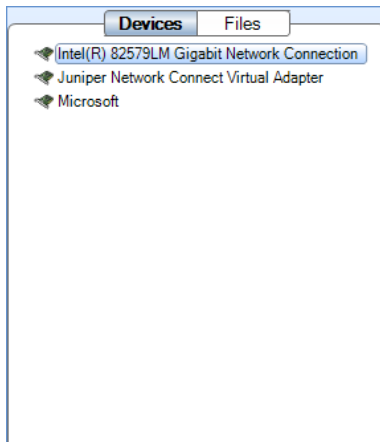 Devices Files
Intel(R) 82579LM Gigabit Network Connection
Juniper Network Connect Virtual Adapter
Microsoft